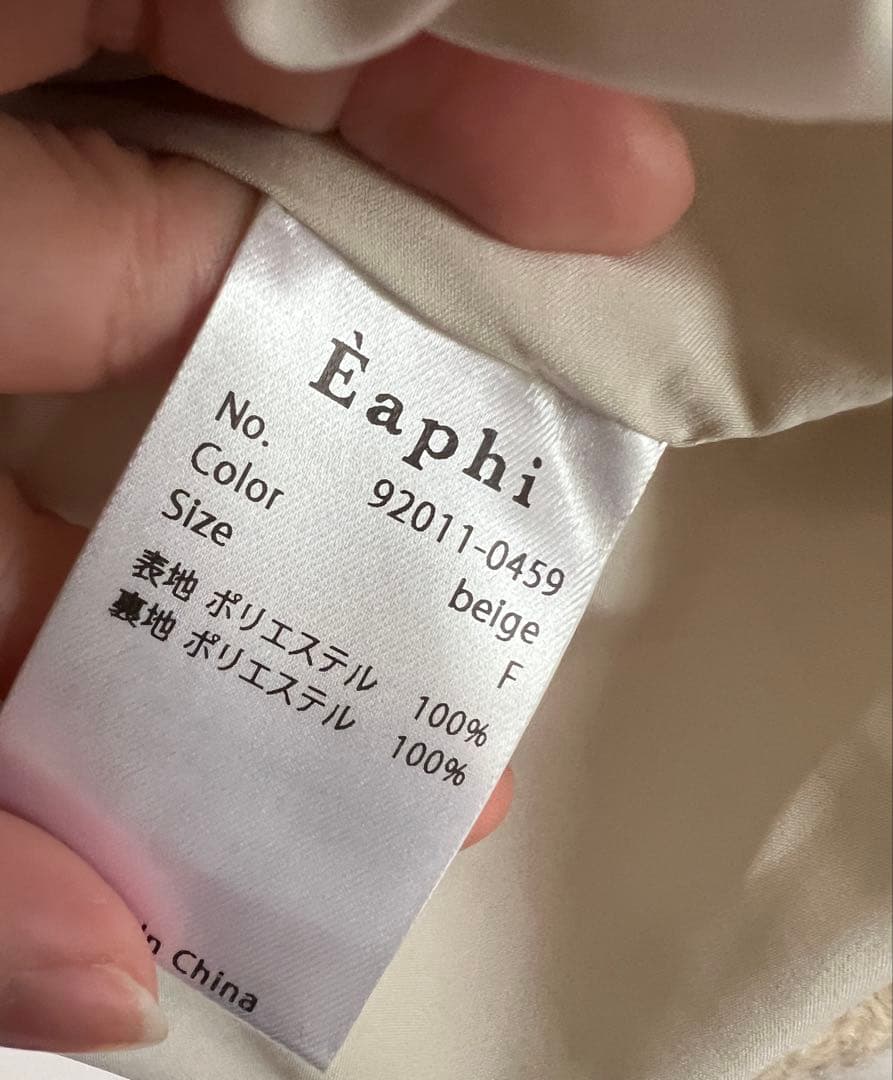 Èaphi
No. 92011-0459
Color beige
Size F
表地 ポリエステル 100%
裏地 ポリエステル 100%
in China